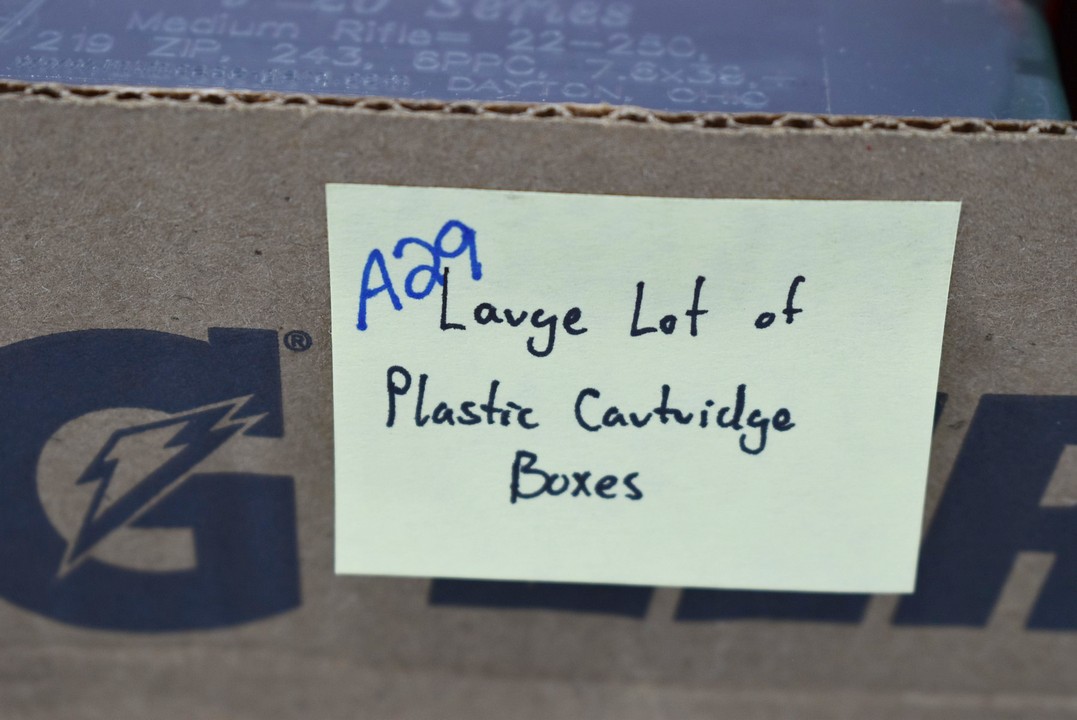 Series
Medium Rifle= 22-250,
219 ZIP, 243, 6PPC, 7.6x39,
DAYTON, OHIO
A29
Large Lot of
Plastic Cartridge
Boxes
G
®